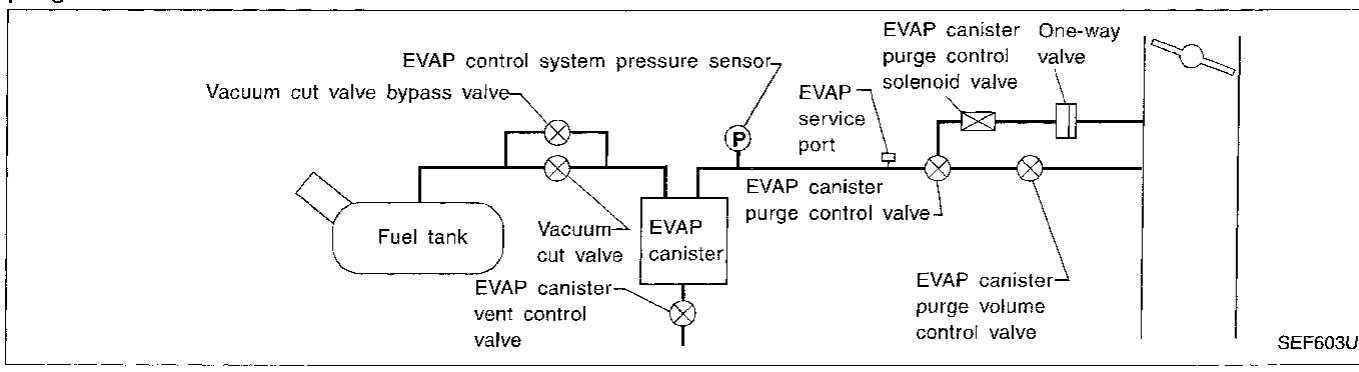 EVAP control system pressure sensor
Vacuum cut valve bypass valve
EVAP canister
purge control
solenoid valve
One-way
valve
EVAP
service
port
P
EVAP canister
purge control valve
Fuel tank
Vacuum
cut valve
EVAP
canister
EVAP canister
vent control
valve
EVAP canister
purge volume
control valve
SEF603U